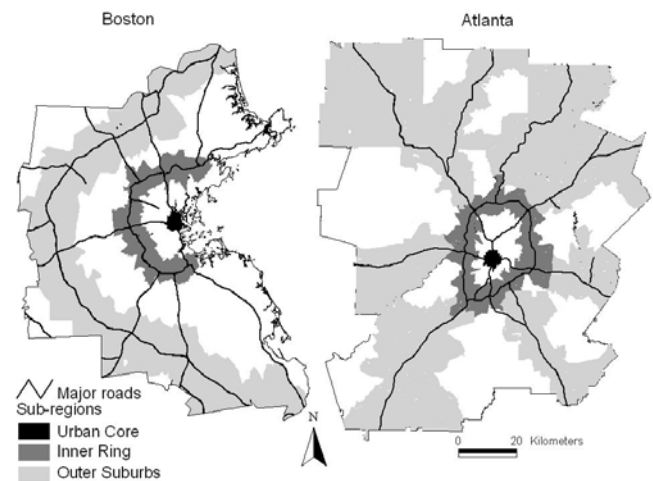 Boston
Atlanta
Major roads
Sub-regions
Urban Core
Inner Ring
Outer Suburbs
N
0 20 Kilometers